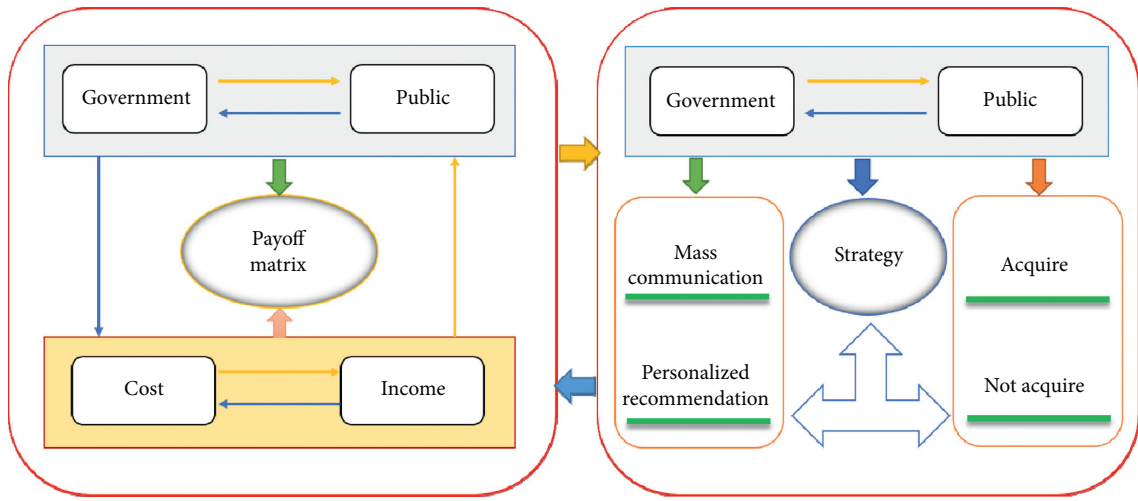 Government
Public
Payoff
matrix
Cost
Income
Government
Public
Mass
communication
Personalized
recommendation
Strategy
Acquire
Not acquire